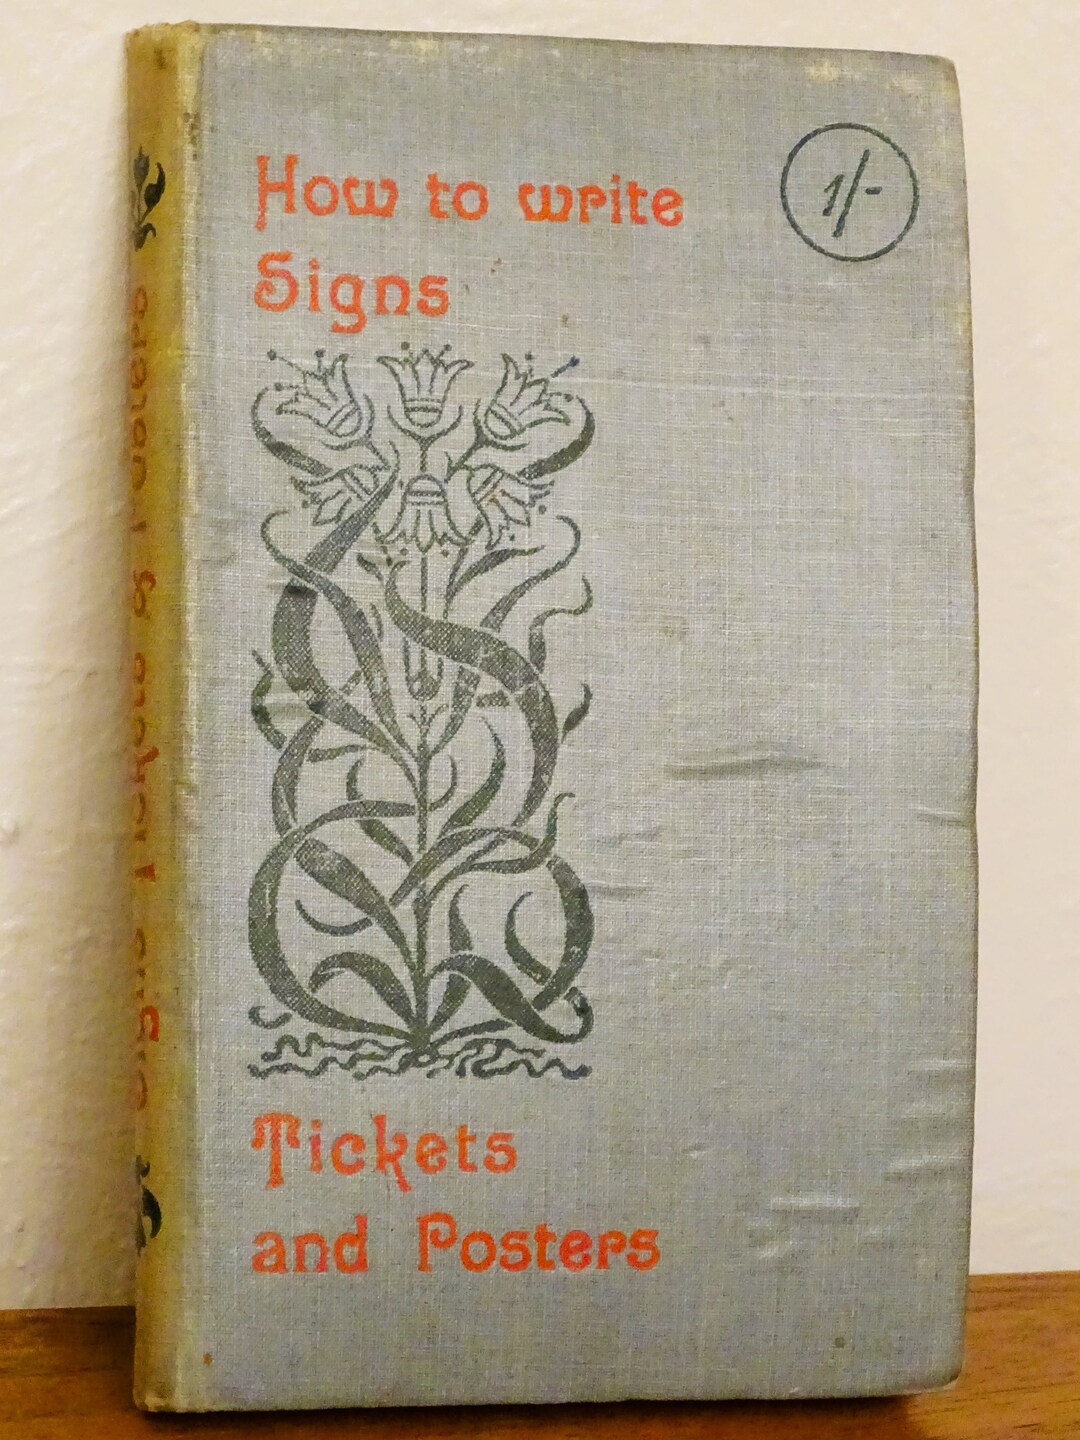 How to write
Signs
1/-
Tickets
and Posters
Signs Tickets & Posters